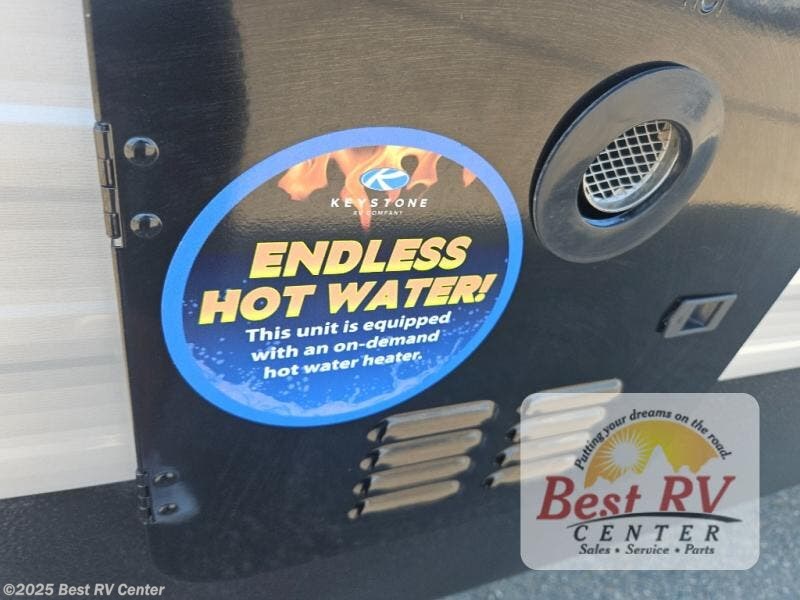 KEYSTONE
RV COMPANY
ENDLESS
HOT WATER!
This unit is equipped
with an on-demand
hot water heater.
Putting your dreams on the road.
Best RV
CENTER
Sales • Service • Parts
©2025 Best RV Center